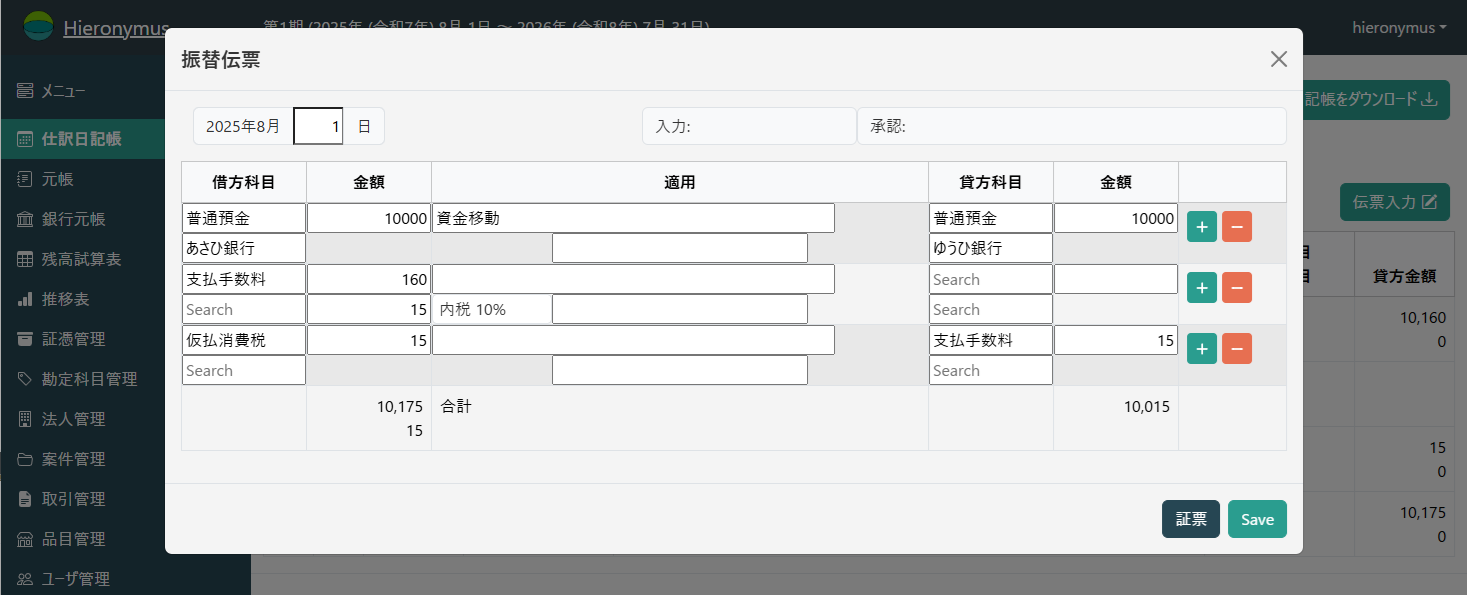 Hieronymus
第1期 (2025年 (令和7年) 8月 1日 〜 2026年 (令和8年) 7月 31日)
hieronymus
メニュー
仕訳日記帳
元帳
銀行元帳
残高試算表
推移表
証憑管理
勘定科目管理
法人管理
案件管理
取引管理
品目管理
ユーザ管理
記帳をダウンロード
伝票入力
目
目
貸方金額
10,160
0
15
0
10,175
0
振替伝票
2025年8月 1 日 入力: 承認:
借方科目 金額 適用 貸方科目 金額
普通預金 10000 資金移動 普通預金 10000 + −
あさひ銀行 ゆうひ銀行
支払手数料 160 Search + −
Search 15 内税 10% Search
仮払消費税 15 支払手数料 15 + −
Search Search
10,175 合計 10,015
15
証票 Save